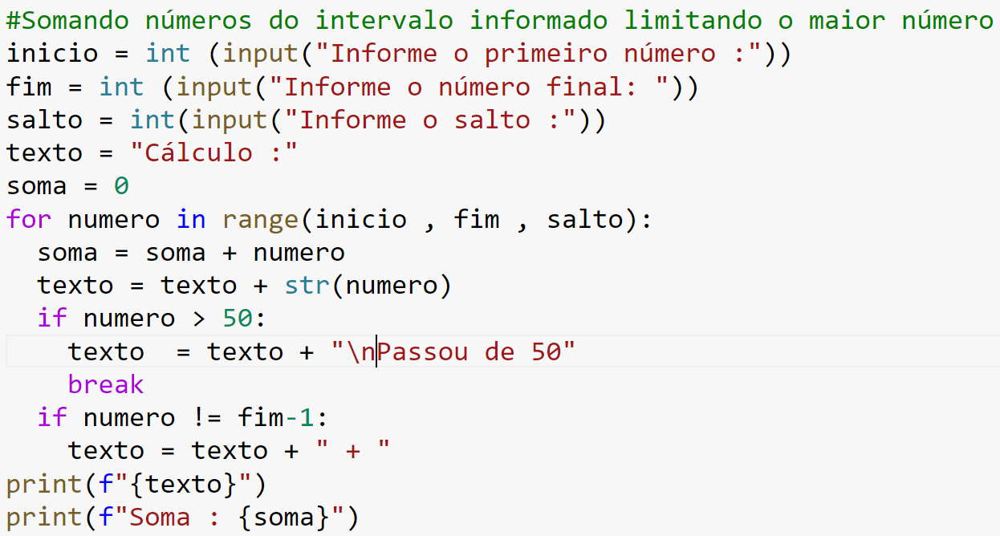 #Somando números do intervalo informado limitando o maior número
inicio = int (input("Informe o primeiro número :"))
fim = int (input("Informe o número final: "))
salto = int(input("Informe o salto :"))
texto = "Cálculo :"
soma = 0
for numero in range(inicio , fim , salto):
  soma = soma + numero
  texto = texto + str(numero)
  if numero > 50:
    texto  = texto + "\nPassou de 50"
    break
  if numero != fim-1:
    texto = texto + " + "
print(f"{texto}")
print(f"Soma : {soma}")